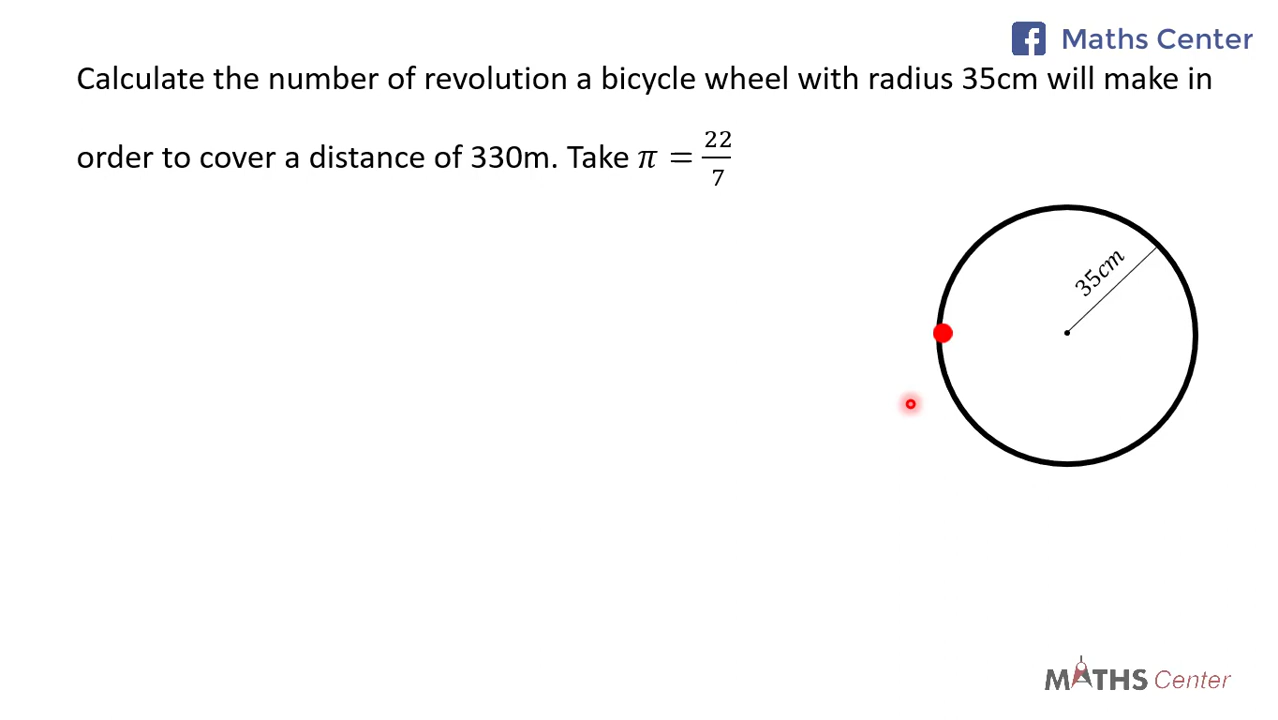 Maths Center
Calculate the number of revolution a bicycle wheel with radius 35cm will make in
order to cover a distance of 330m. Take π = 22/7
35cm
MATHS Center